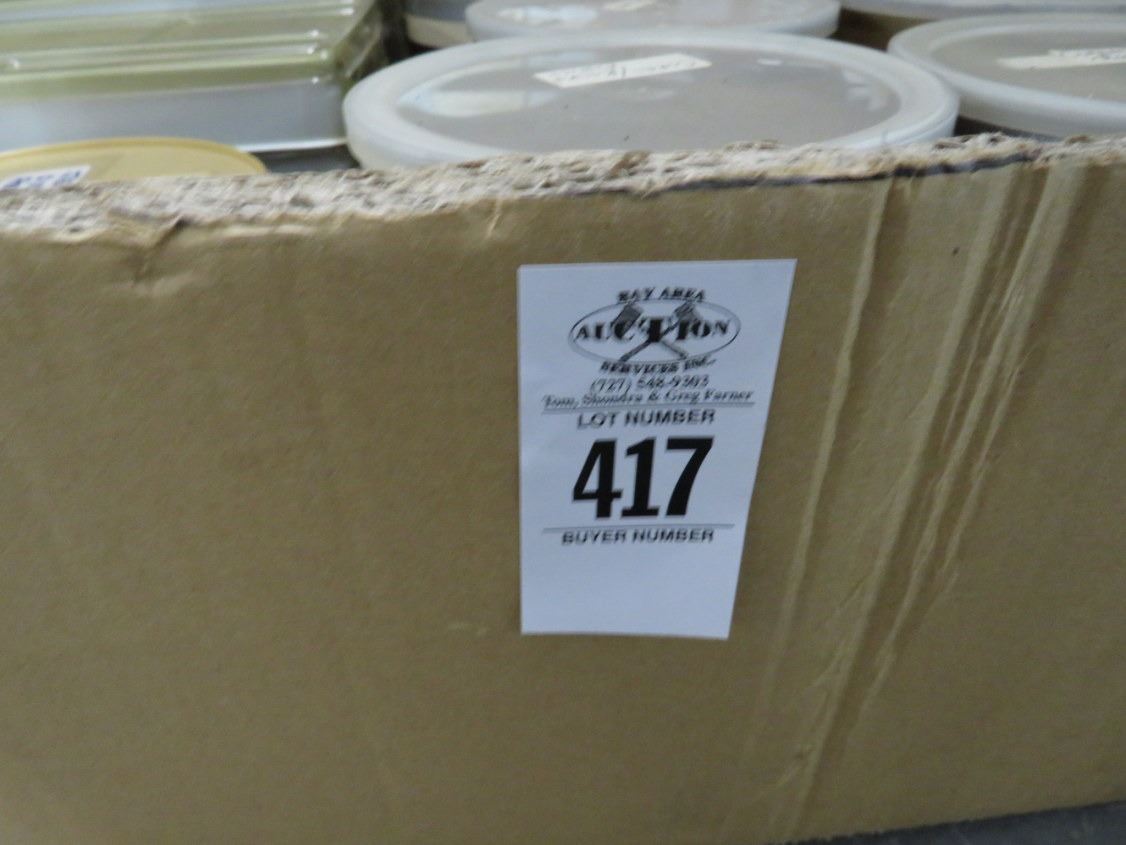 BAY AREA
AUCTION
SERVICES INC.
(727) 548-9303
Tom, Shondra & Greg Farner
LOT NUMBER
417
BUYER NUMBER